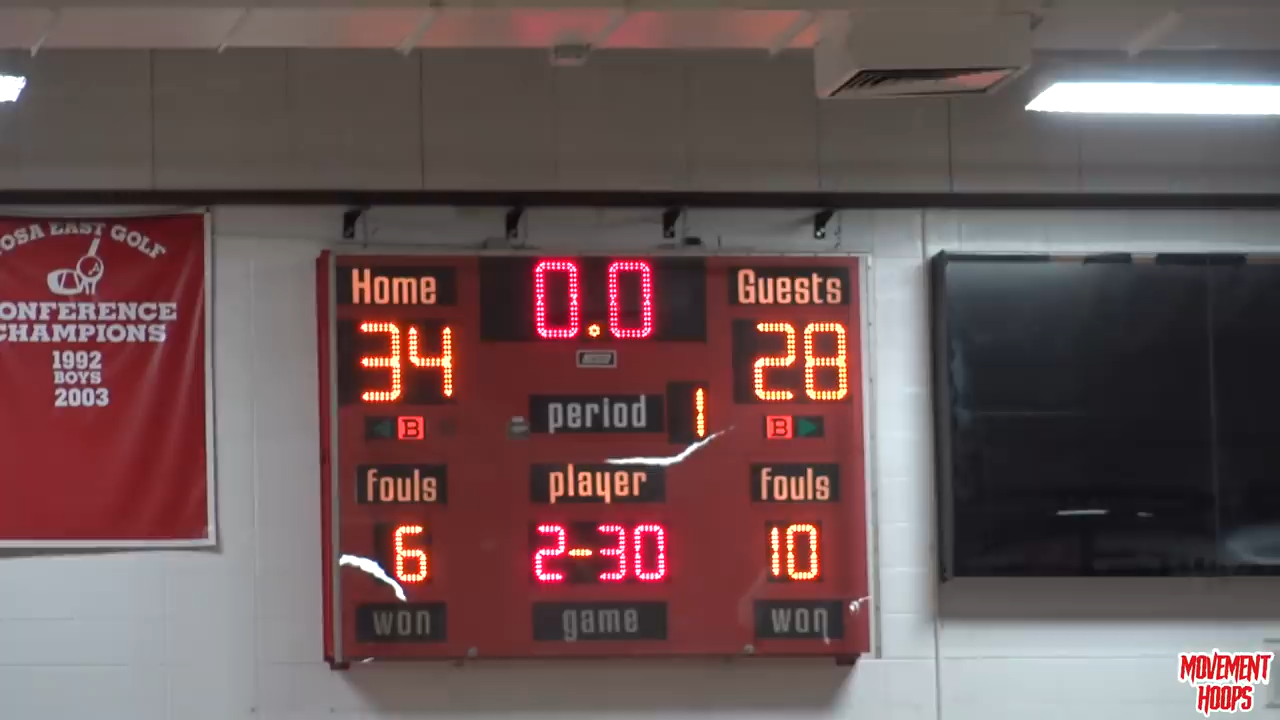 OSA EAST GOLF
ONFERENCE
CHAMPIONS
1992
BOYS
2003
Home 0.0 Guests
34 28
period 1
B B
fouls player fouls
6 2-30 10
won game won
MOVEMENT
HOOPS